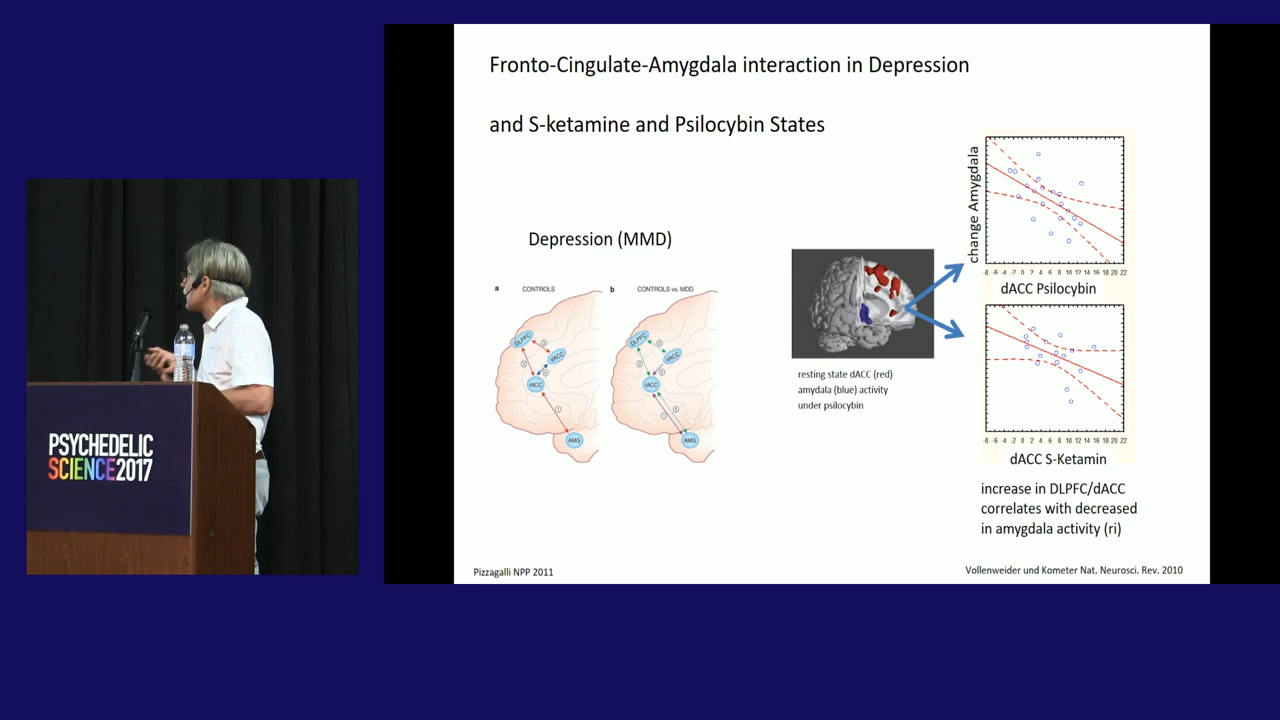 Fronto-Cingulate-Amygdala interaction in Depression
and S-ketamine and Psilocybin States
Depression (MMD)
a CONTROLS
b CONTROLS vs. MDD
DLPFC
dACC
rACC
AMG
DLPFC
dACC
rACC
AMG
resting state dACC (red)
amydala (blue) activity
under psilocybin
change Amygdala
-8 -6 -4 -2 0 2 4 6 8 10 12 14 16 18 20 22
dACC Psilocybin
-8 -6 -4 -2 0 2 4 6 8 10 12 14 16 18 20 22
dACC S-Ketamin
increase in DLPFC/dACC
correlates with decreased
in amygdala activity (ri)
Pizzagalli NPP 2011
Vollenweider und Kometer Nat. Neurosci. Rev. 2010
PSYCHEDELIC
SCIENCE2017